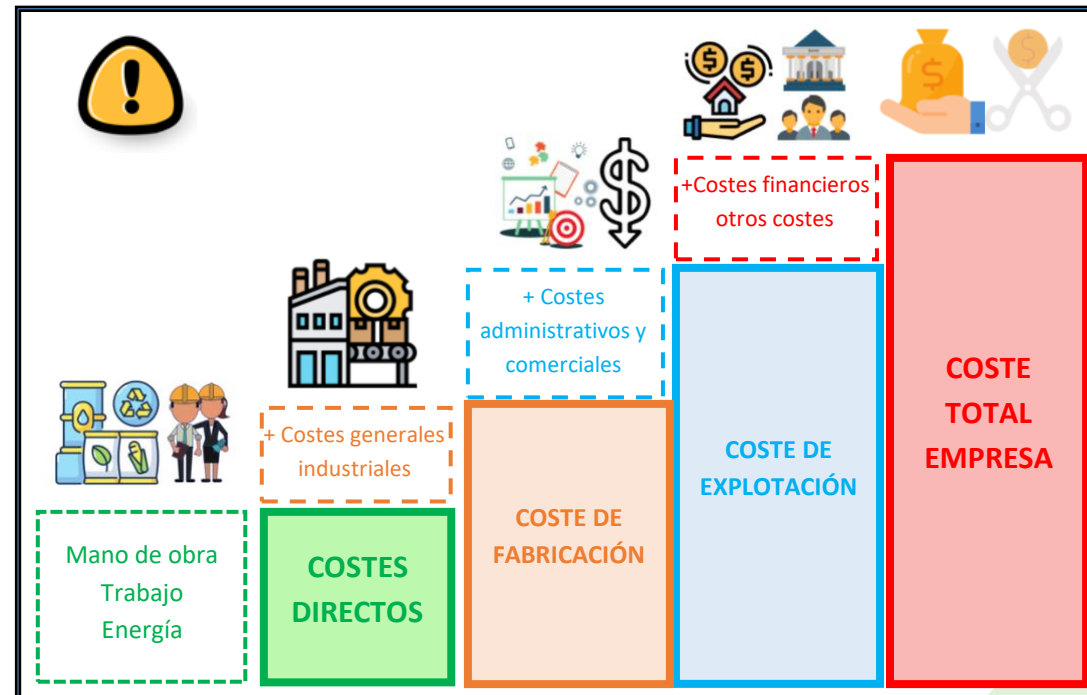 +Costes financieros
otros costes
+ Costes
administrativos y
comerciales
+ Costes generales
industriales
Mano de obra
Trabajo
Energía
COSTES
DIRECTOS
COSTE DE
FABRICACIÓN
COSTE DE
EXPLOTACIÓN
COSTE
TOTAL
EMPRESA